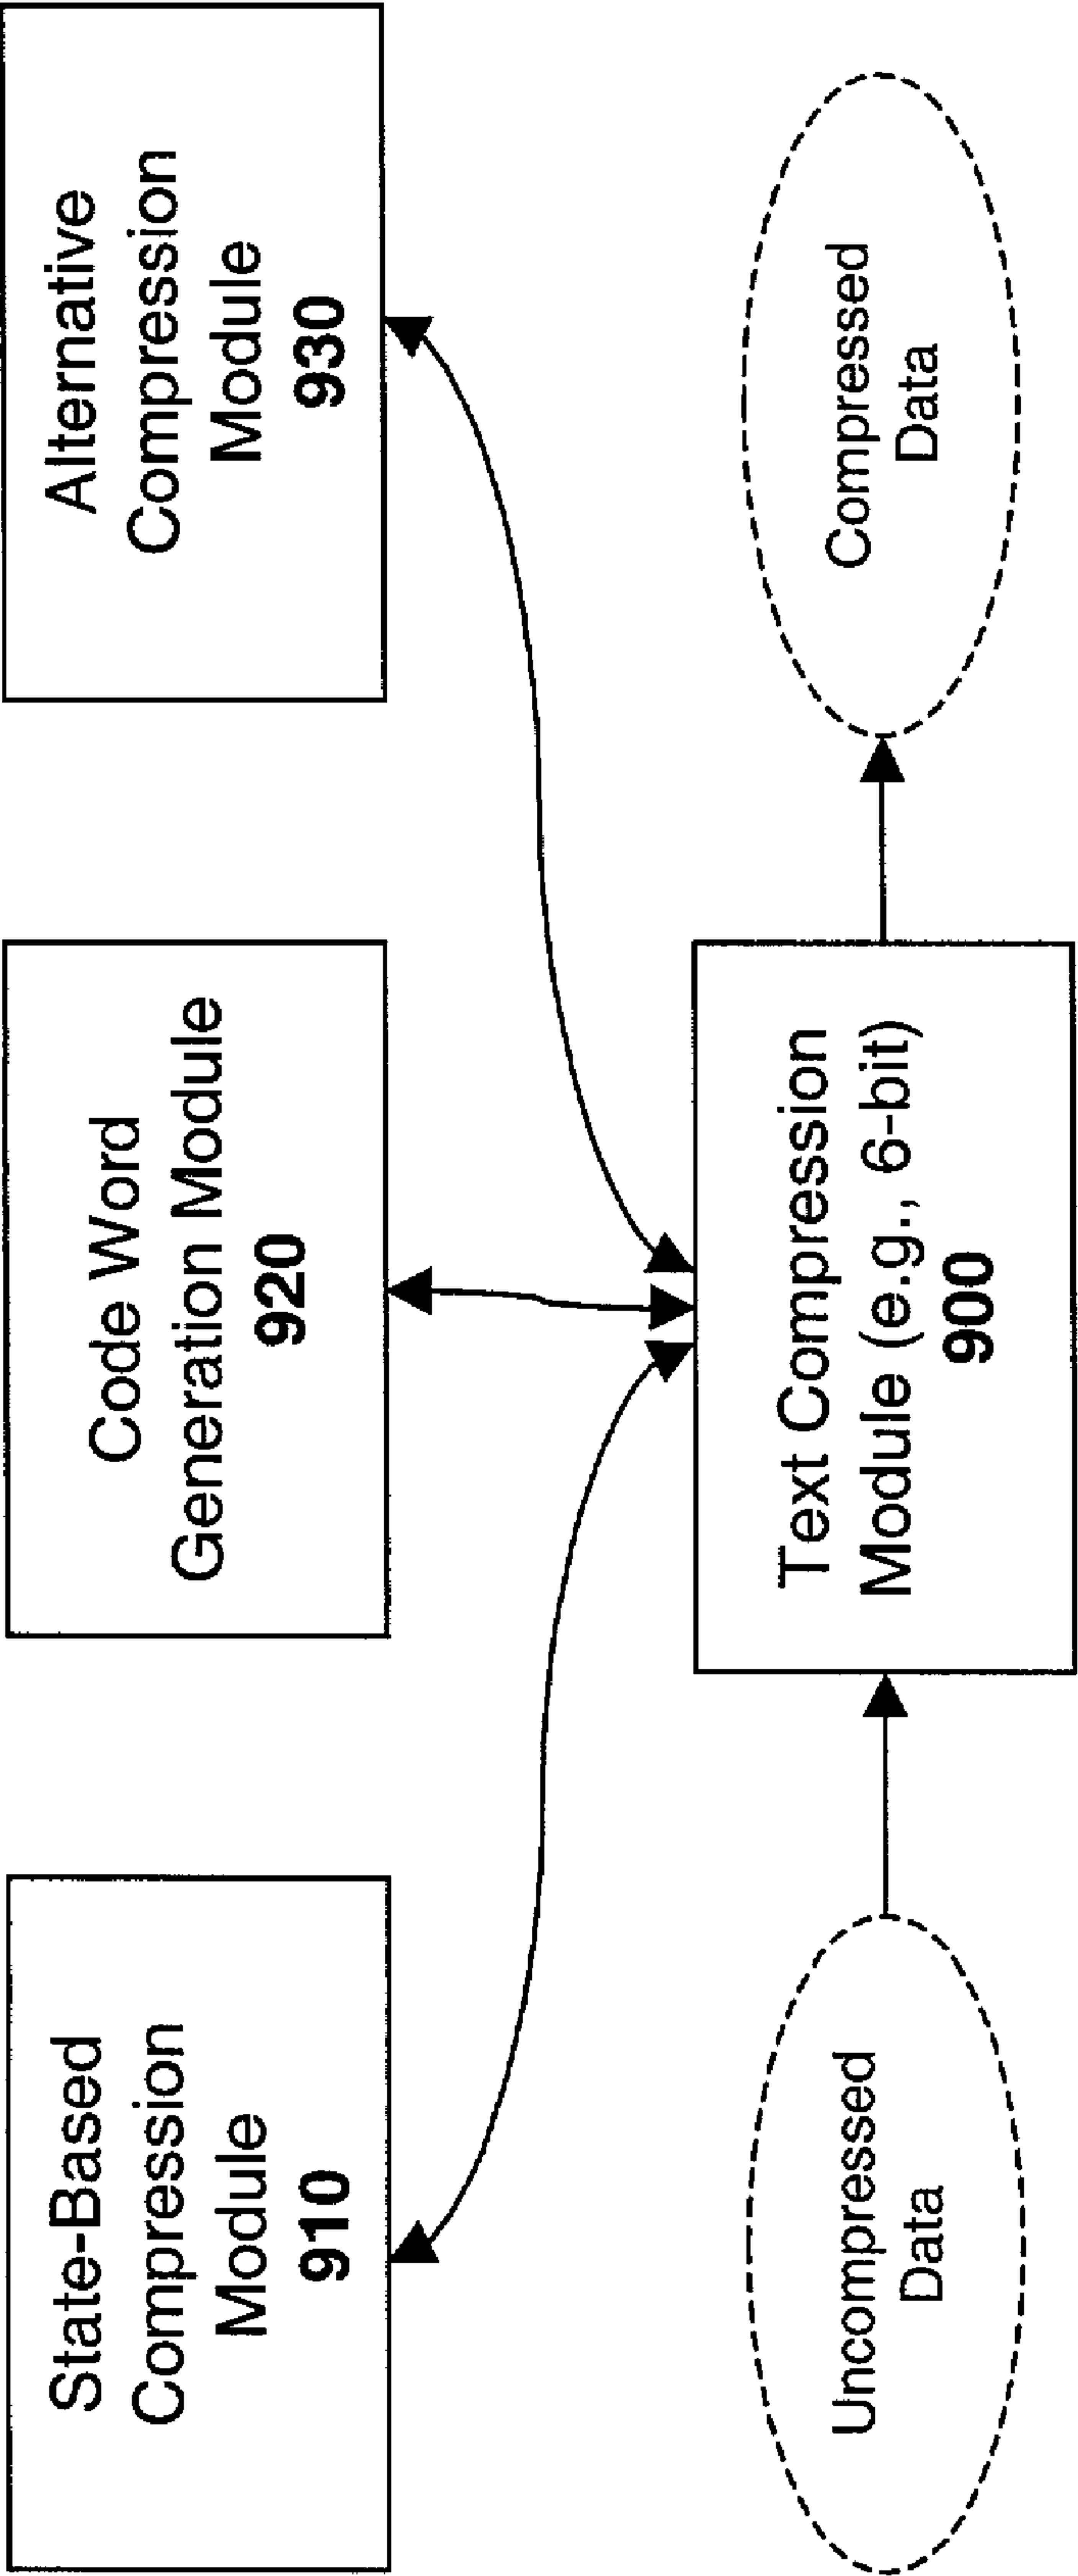 State-Based
Compression
Module
910
Code Word
Generation Module
920
Alternative
Compression
Module
930
Uncompressed
Data
Text Compression
Module (e.g., 6-bit)
900
Compressed
Data